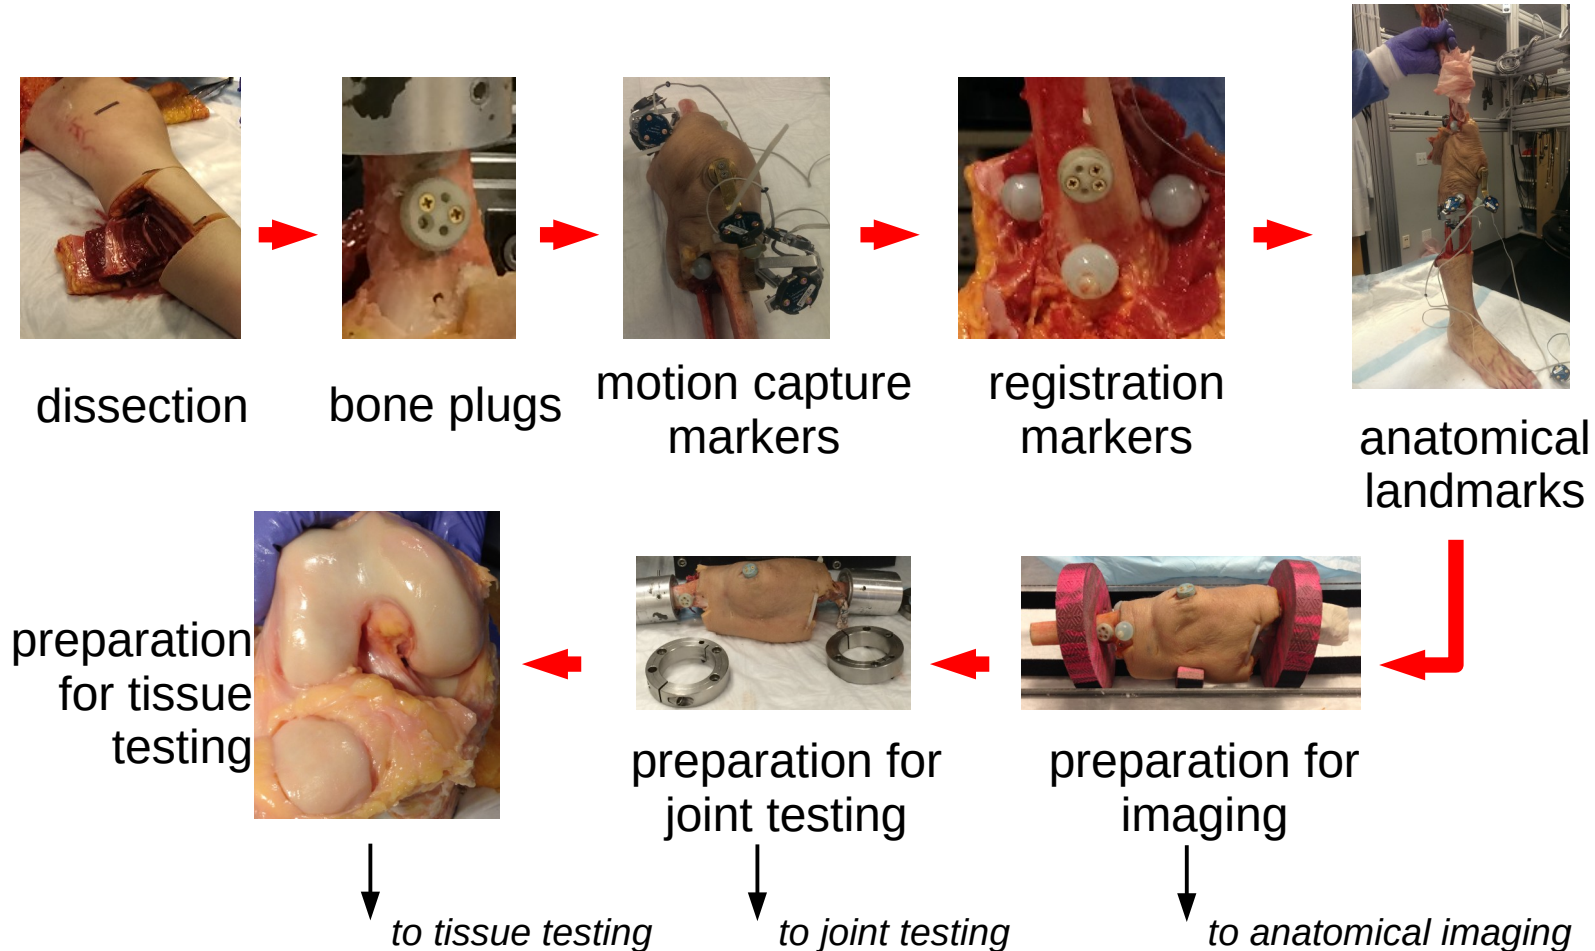 dissection
bone plugs
motion capture
markers
registration
markers
anatomical
landmarks
preparation
for tissue
testing
preparation for
joint testing
preparation for
imaging
to tissue testing
to joint testing
to anatomical imaging